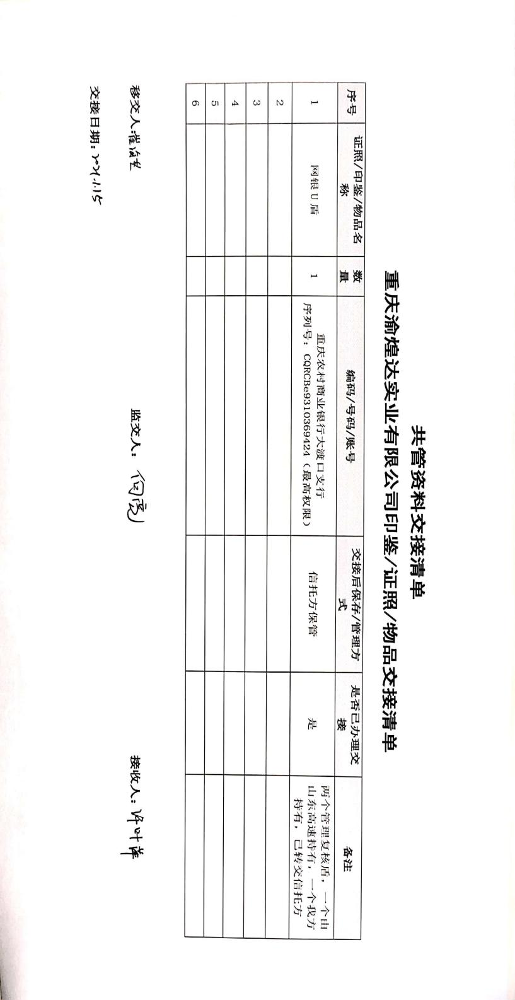 共管资料交接清单
重庆渝煌达实业有限公司印鉴/证照/物品交接清单
序号 证照/印鉴/物品名称 数量 编码/号码/账号 交接后保存/管理方式 是否已办理交接 备注
1 网银U盾 1 重庆农村商业银行大渡口支行 序列号：CQRCBe9310369424（最高权限） 信托方保管 是 两个管理复核盾，一个由山东高速持有，一个我方持有，已转交信托方
2
3
4
5
6
移交人: 监交人： 接收人：许叶萍
交接日期：2021.1.15